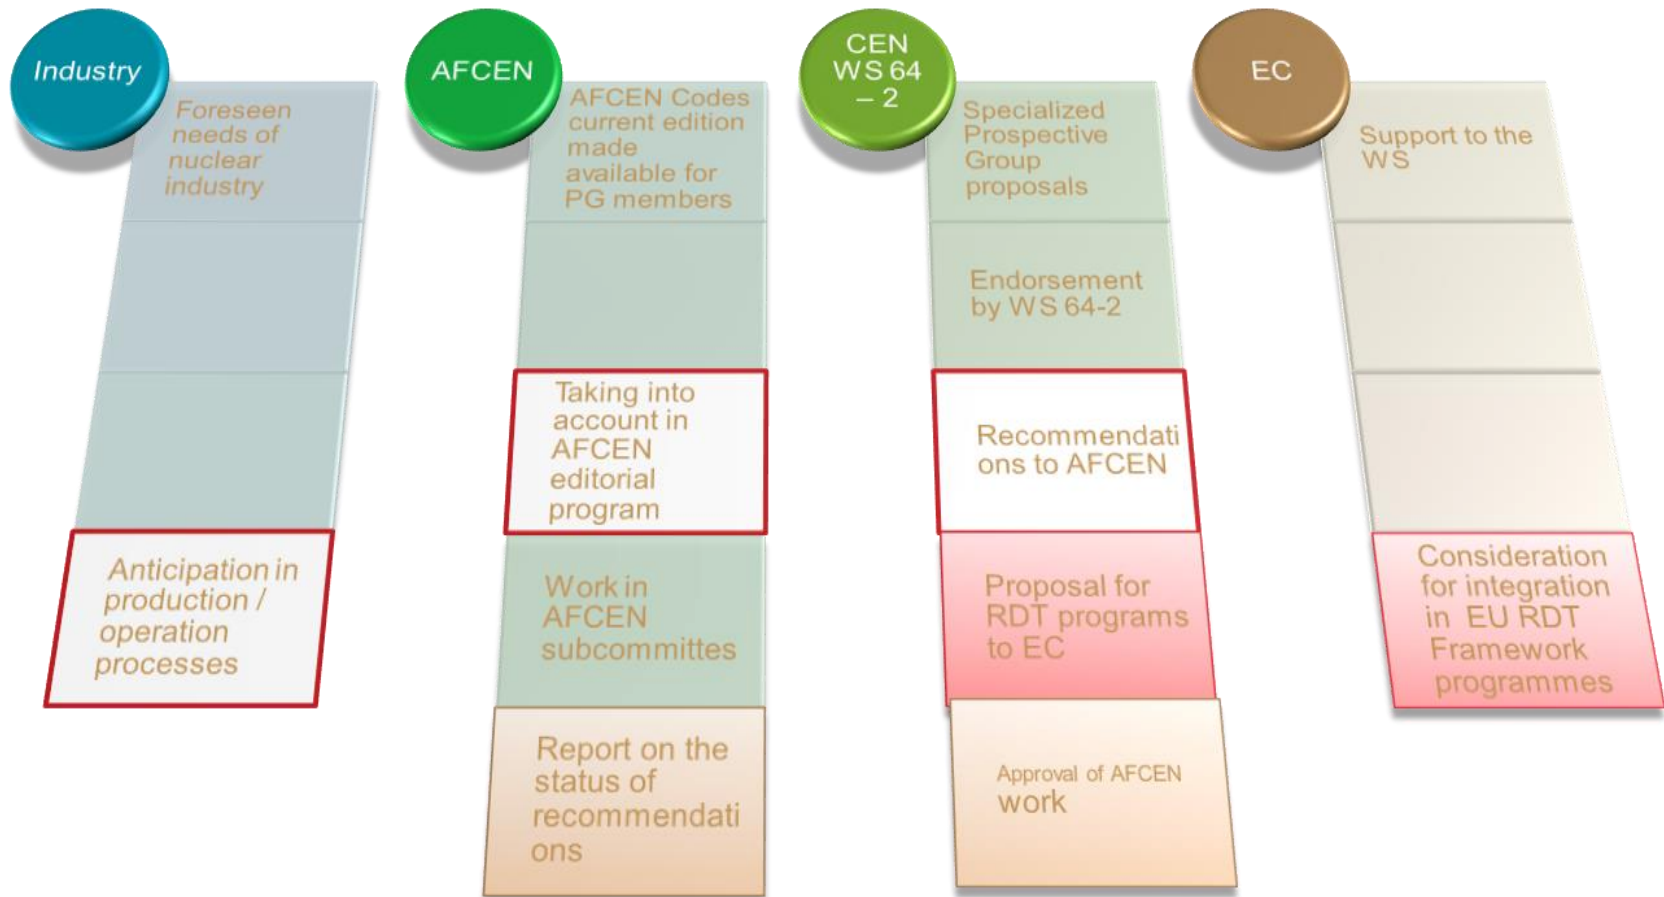 Industry
Foreseen
needs of
nuclear
industry
Anticipation in
production /
operation
processes
AFCEN
AFCEN Codes
current edition
made
available for
PG members
Taking into
account in
AFCEN
editorial
program
Work in
AFCEN
subcommittes
Report on the
status of
recommendati
ons
CEN
WS 64
– 2
Specialized
Prospective
Group
proposals
Endorsement
by WS 64-2
Recommendati
ons to AFCEN
Proposal for
RDT programs
to EC
Approval of AFCEN
work
EC
Support to the
WS
Consideration
for integration
in EU RDT
Framework
programmes